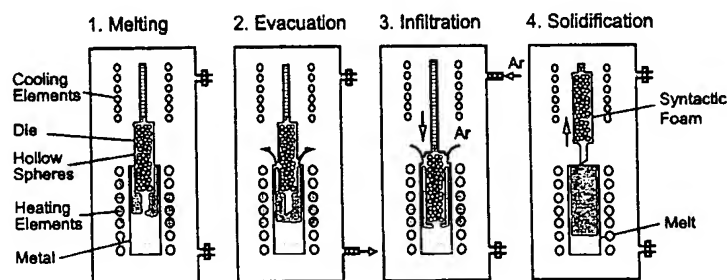 1. Melting
2. Evacuation
3. Infiltration
4. Solidification
Cooling
Elements
Die
Hollow
Spheres
Heating
Elements
Metal
Ar
Ar
Syntactic
Foam
Melt